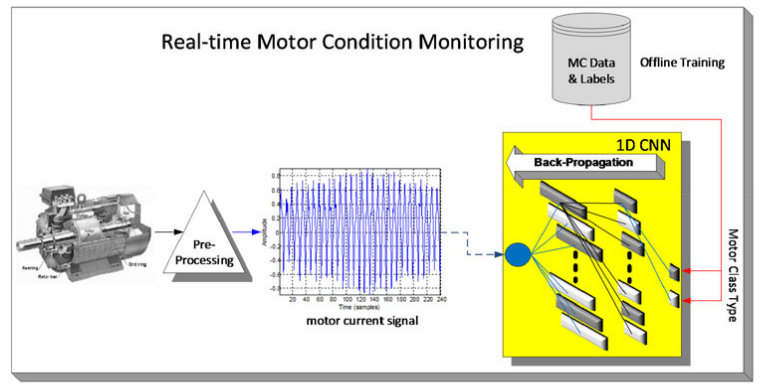 Real-time Motor Condition Monitoring
MC Data
& Labels
Offline Training
1D CNN
Back-Propagation
Motor Class Type
Bearing
Rotor bar
End ring
Pre-
Processing
Amplitude
0.8
0.6
0.4
0.2
0
-0.2
-0.4
-0.6
-0.8
20 40 60 80 100 120 140 160 180 200 220 240
Time (samples)
motor current signal